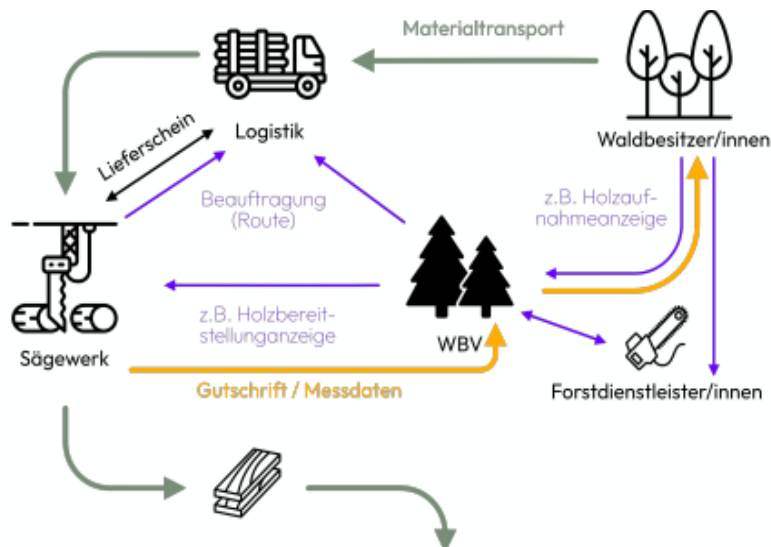 Materialtransport
Logistik
Waldbesitzer/innen
Lieferschein
Beauftragung
(Route)
z.B. Holzauf-
nahmeanzeige
z.B. Holzbereit-
stellunganzeige
WBV
Sägewerk
Gutschrift / Messdaten
Forstdienstleister/innen